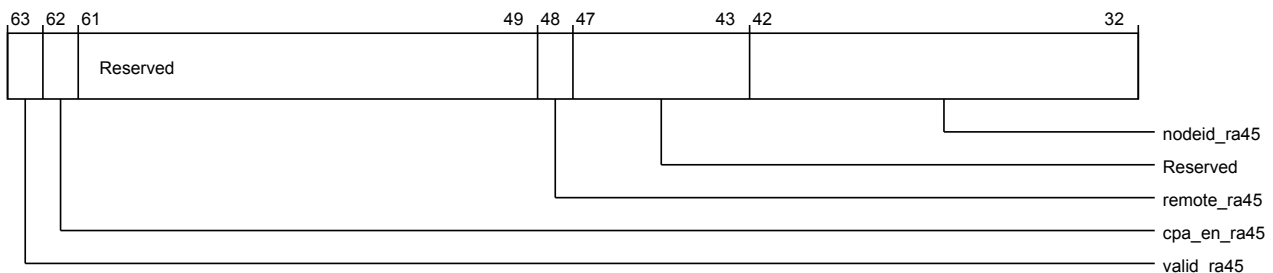 63 62 61 49 48 47 43 42 32
Reserved
nodeid_ra45
Reserved
remote_ra45
cpa_en_ra45
valid_ra45